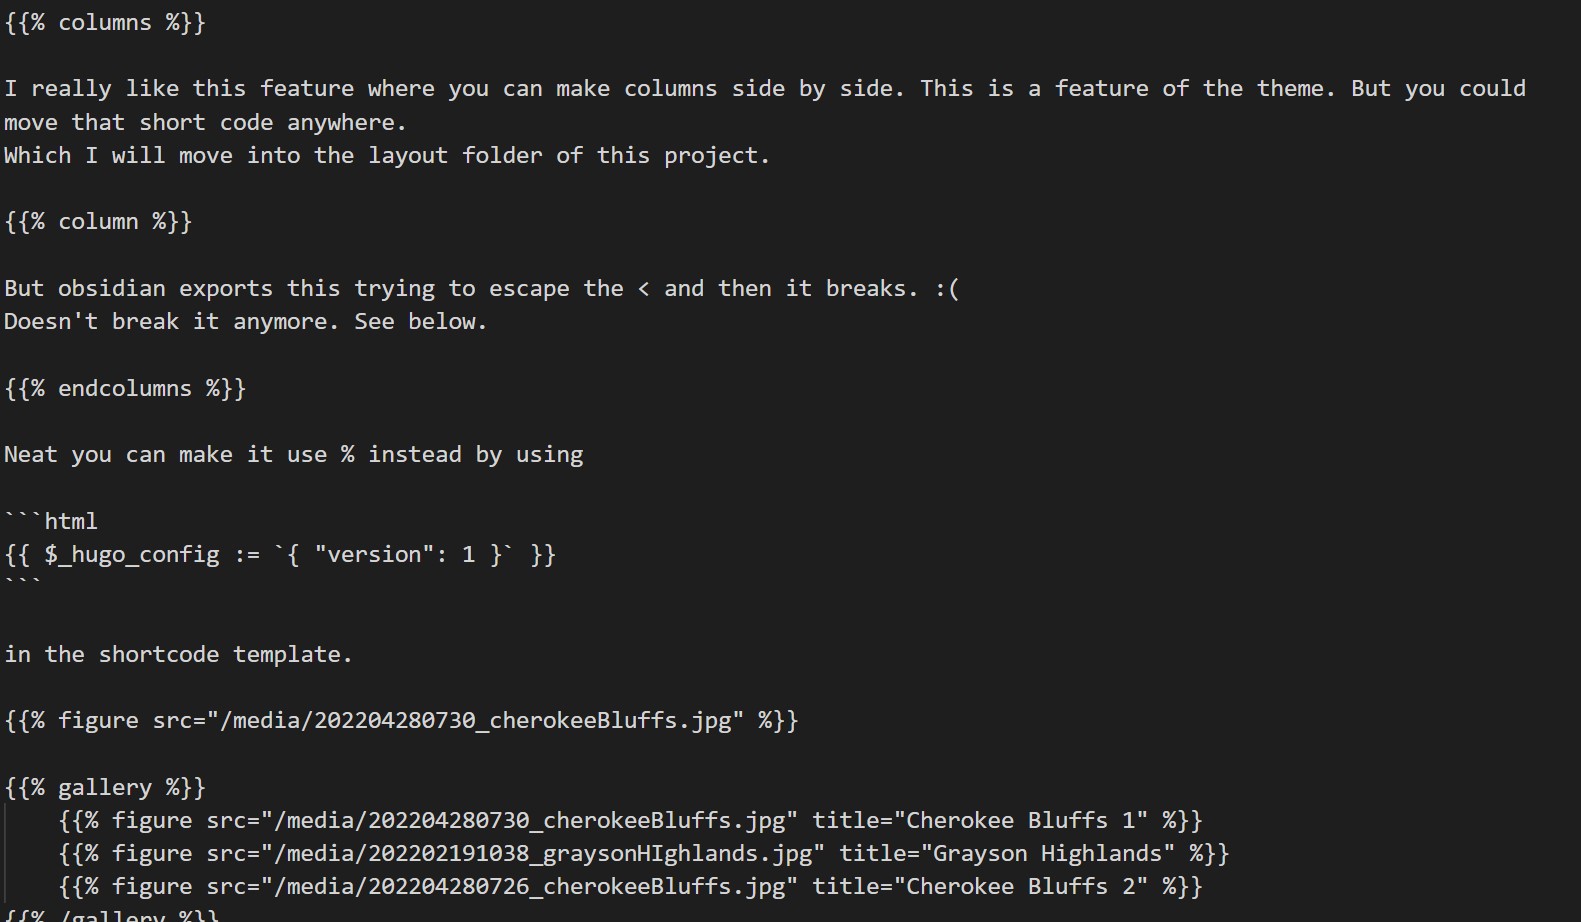 {{% columns %}}
I really like this feature where you can make columns side by side. This is a feature of the theme. But you could
move that short code anywhere.
Which I will move into the layout folder of this project.
{{% column %}}
But obsidian exports this trying to escape the < and then it breaks. :(
Doesn't break it anymore. See below.
{{% endcolumns %}}
Neat you can make it use % instead by using
```html
{{ $_hugo_config := `{ "version": 1 }` }}
```
in the shortcode template.
{{% figure src="/media/202204280730_cherokeeBluffs.jpg" %}}
{{% gallery %}}
    {{% figure src="/media/202204280730_cherokeeBluffs.jpg" title="Cherokee Bluffs 1" %}}
    {{% figure src="/media/202202191038_graysonHIghlands.jpg" title="Grayson Highlands" %}}
    {{% figure src="/media/202204280726_cherokeeBluffs.jpg" title="Cherokee Bluffs 2" %}}
{{% /gallery %}}